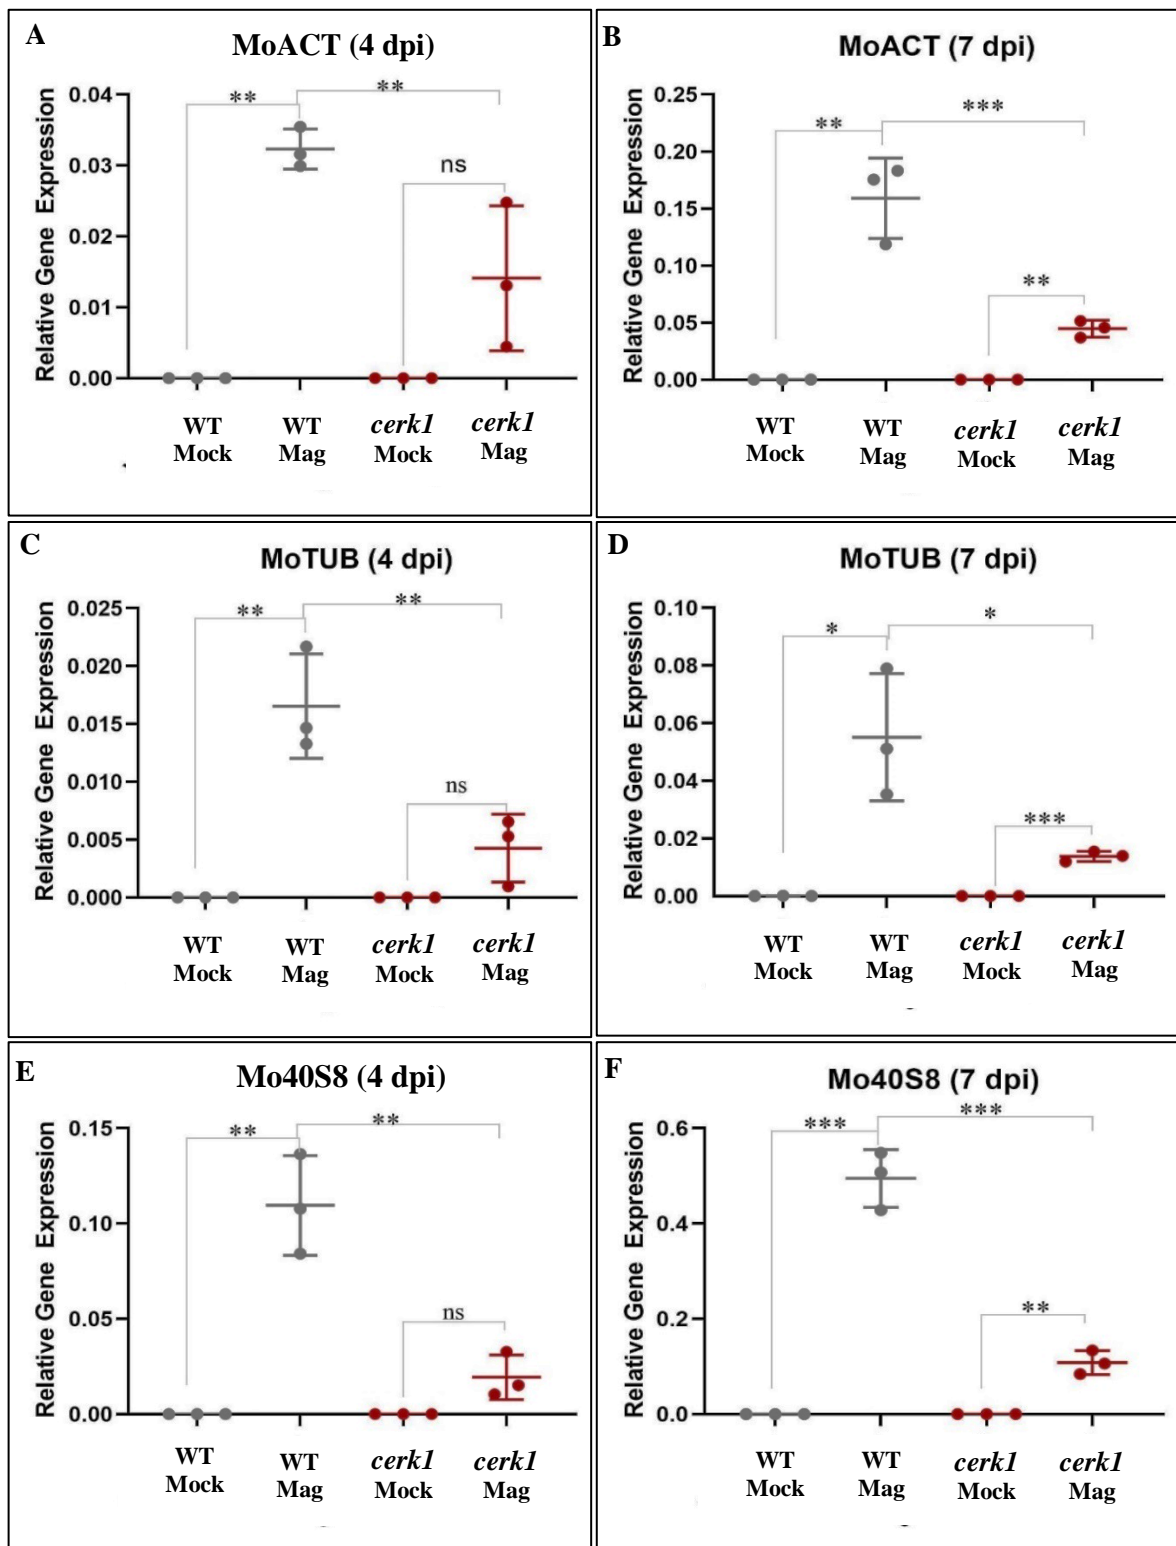 A
MoACT (4 dpi)
Relative Gene Expression
0.04
0.03
0.02
0.01
0.00
**
**
ns
WT
Mock
WT
Mag
cerk1
Mock
cerk1
Mag
B
MoACT (7 dpi)
Relative Gene Expression
0.25
0.20
0.15
0.10
0.05
0.00
**
***
**
WT
Mock
WT
Mag
cerk1
Mock
cerk1
Mag
C
MoTUB (4 dpi)
Relative Gene Expression
0.025
0.020
0.015
0.010
0.005
0.000
**
**
ns
WT
Mock
WT
Mag
cerk1
Mock
cerk1
Mag
D
MoTUB (7 dpi)
Relative Gene Expression
0.10
0.08
0.06
0.04
0.02
0.00
*
*
***
WT
Mock
WT
Mag
cerk1
Mock
cerk1
Mag
E
Mo40S8 (4 dpi)
Relative Gene Expression
0.15
0.10
0.05
0.00
**
**
ns
WT
Mock
WT
Mag
cerk1
Mock
cerk1
Mag
F
Mo40S8 (7 dpi)
Relative Gene Expression
0.6
0.4
0.2
0.0
***
***
**
WT
Mock
WT
Mag
cerk1
Mock
cerk1
Mag